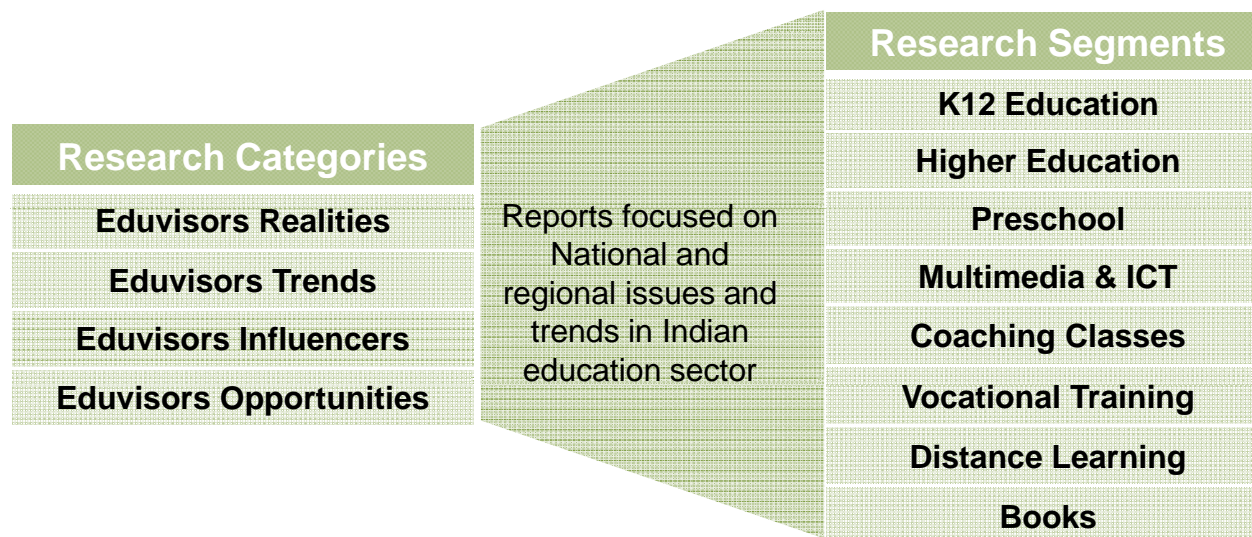 Research Categories
Eduvisors Realities
Eduvisors Trends
Eduvisors Influencers
Eduvisors Opportunities
Reports focused on
National and
regional issues and
trends in Indian
education sector
Research Segments
K12 Education
Higher Education
Preschool
Multimedia & ICT
Coaching Classes
Vocational Training
Distance Learning
Books